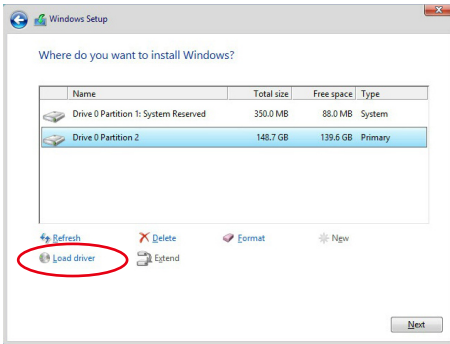 Windows Setup
Where do you want to install Windows?
Name Total size Free space Type
Drive 0 Partition 1: System Reserved 350.0 MB 88.0 MB System
Drive 0 Partition 2 148.7 GB 139.6 GB Primary
Refresh Delete Format New
Load driver Extend
Next